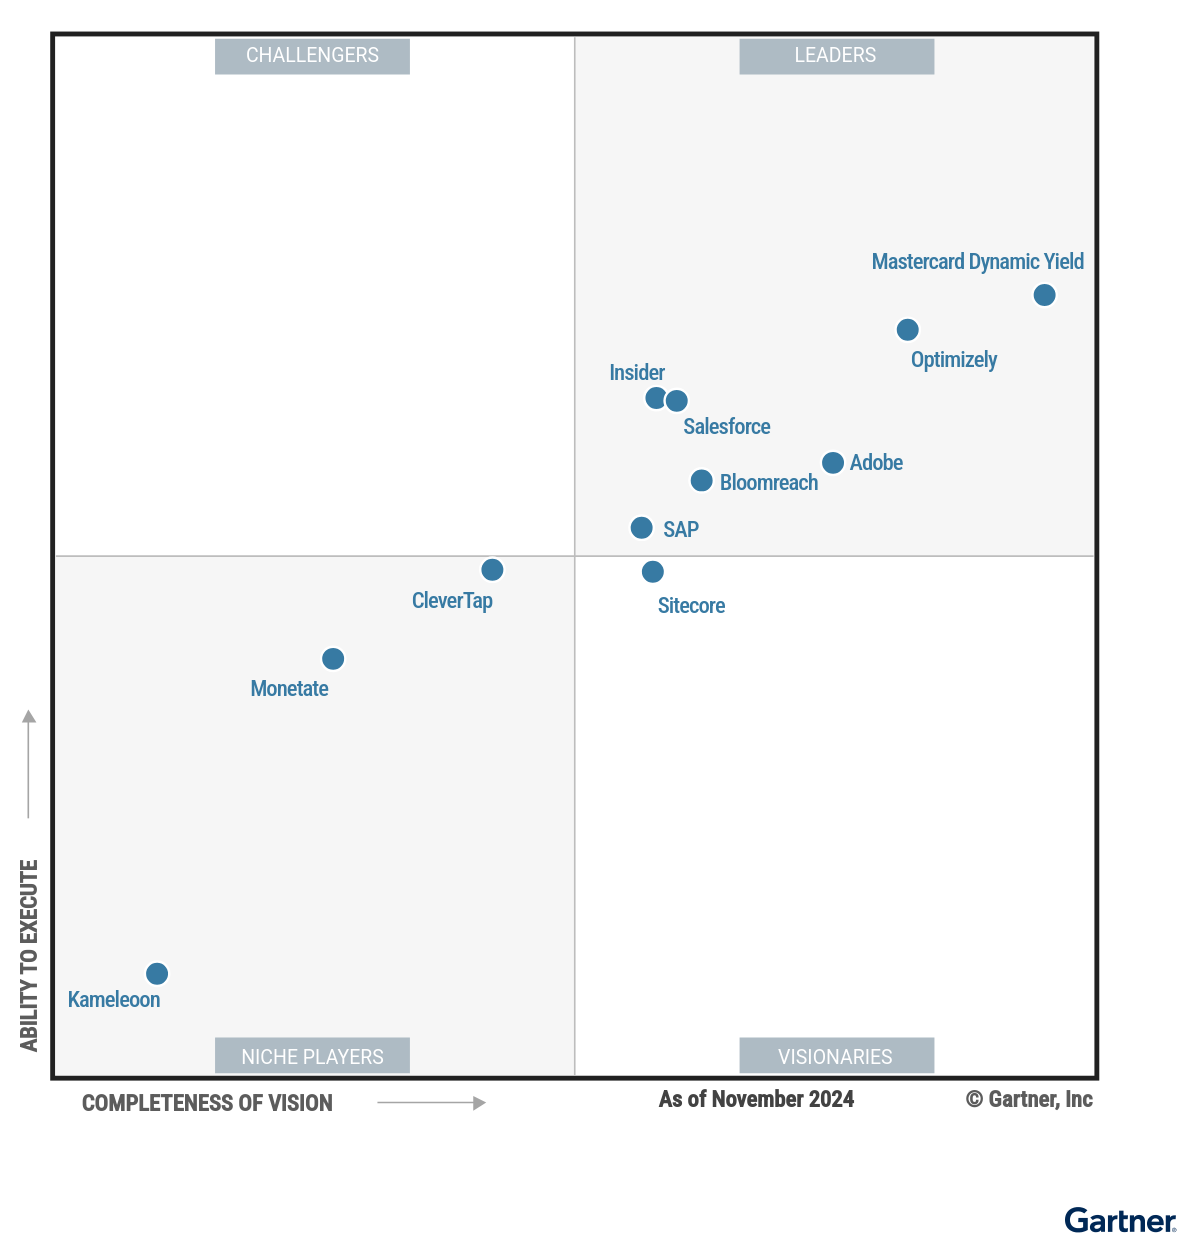 CHALLENGERS
LEADERS
Mastercard Dynamic Yield
Optimizely
Insider
Salesforce
Adobe
Bloomreach
SAP
CleverTap
Sitecore
Monetate
Kameleoon
ABILITY TO EXECUTE
NICHE PLAYERS
VISIONARIES
COMPLETENESS OF VISION
As of November 2024
© Gartner, Inc
Gartner®